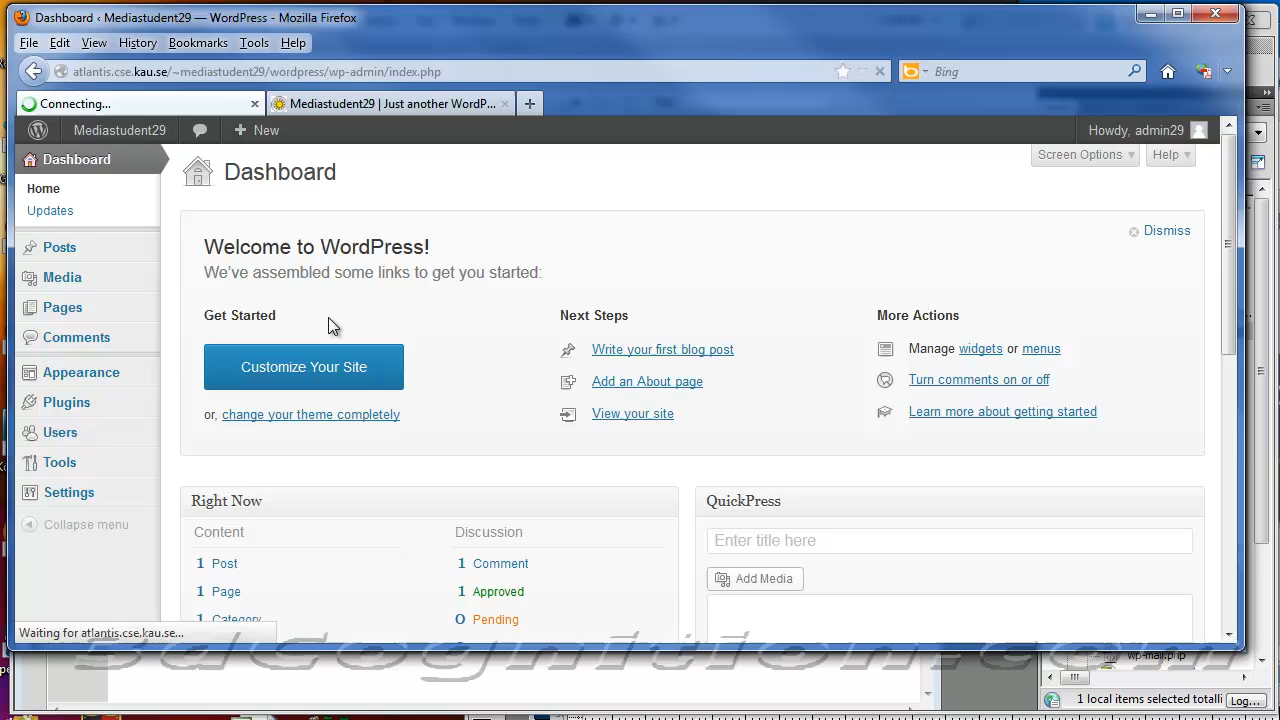 Dashboard ‹ Mediastudent29 — WordPress - Mozilla Firefox
File Edit View History Bookmarks Tools Help
atlantis.cse.kau.se/~mediastudent29/wordpress/wp-admin/index.php
Bing
Connecting...
Mediastudent29 | Just another WordP...
Mediastudent29
New
Howdy, admin29
Dashboard
Home
Updates
Posts
Media
Pages
Comments
Appearance
Plugins
Users
Tools
Settings
Collapse menu
Dashboard
Screen Options
Help
Welcome to WordPress!
Dismiss
We've assembled some links to get you started:
Get Started
Customize Your Site
or, change your theme completely
Next Steps
Write your first blog post
Add an About page
View your site
More Actions
Manage widgets or menus
Turn comments on or off
Learn more about getting started
Right Now
Content
1 Post
1 Page
1 Category
Discussion
1 Comment
1 Approved
0 Pending
QuickPress
Enter title here
Add Media
Waiting for atlantis.cse.kau.se...
3dCognition.com
wp-mail.php
1 local items selected totalli
Log...